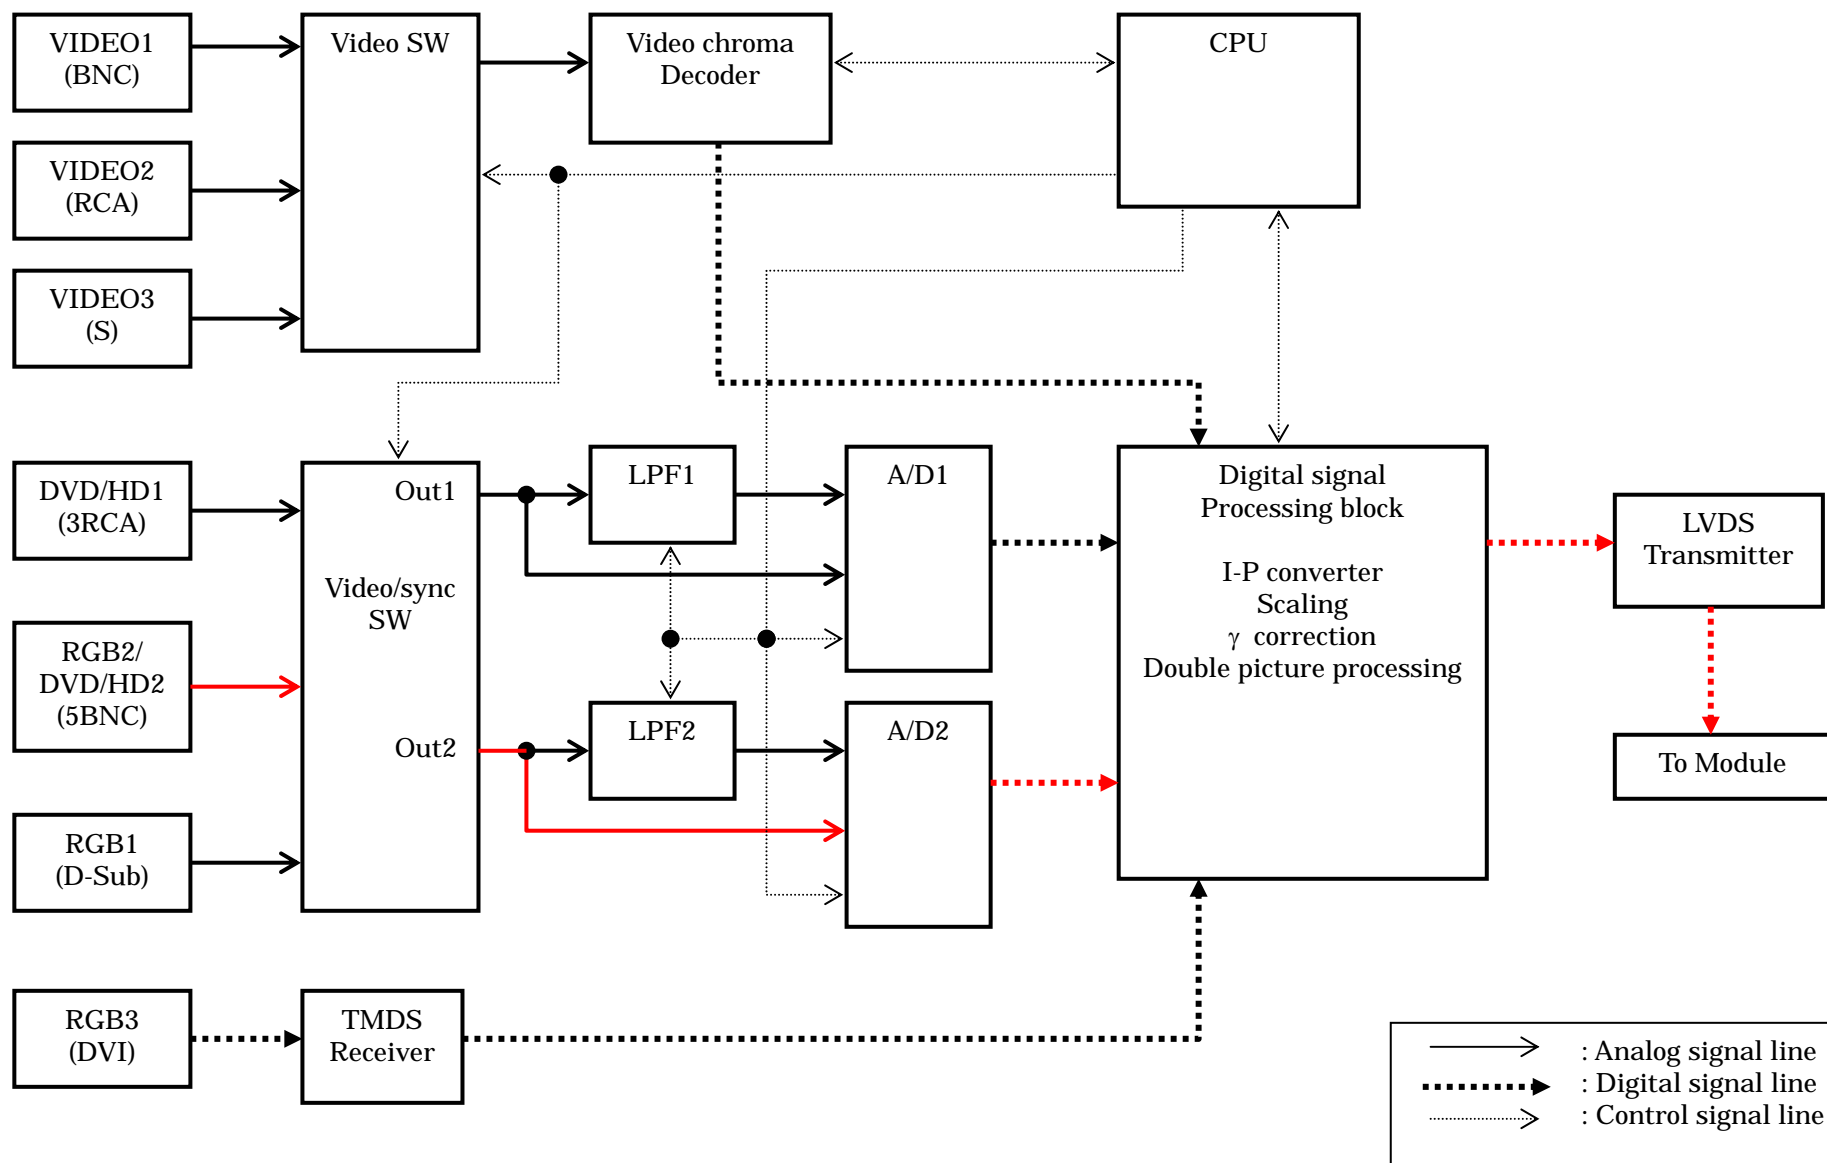 VIDEO1
(BNC)
Video SW
Video chroma
Decoder
CPU
VIDEO2
(RCA)
VIDEO3
(S)
DVD/HD1
(3RCA)
Out1
Video/sync
SW
Out2
LPF1
A/D1
Digital signal
Processing block
I-P converter
Scaling
γ correction
Double picture processing
LVDS
Transmitter
RGB2/
DVD/HD2
(5BNC)
LPF2
A/D2
To Module
RGB1
(D-Sub)
RGB3
(DVI)
TMDS
Receiver
: Analog signal line
: Digital signal line
: Control signal line